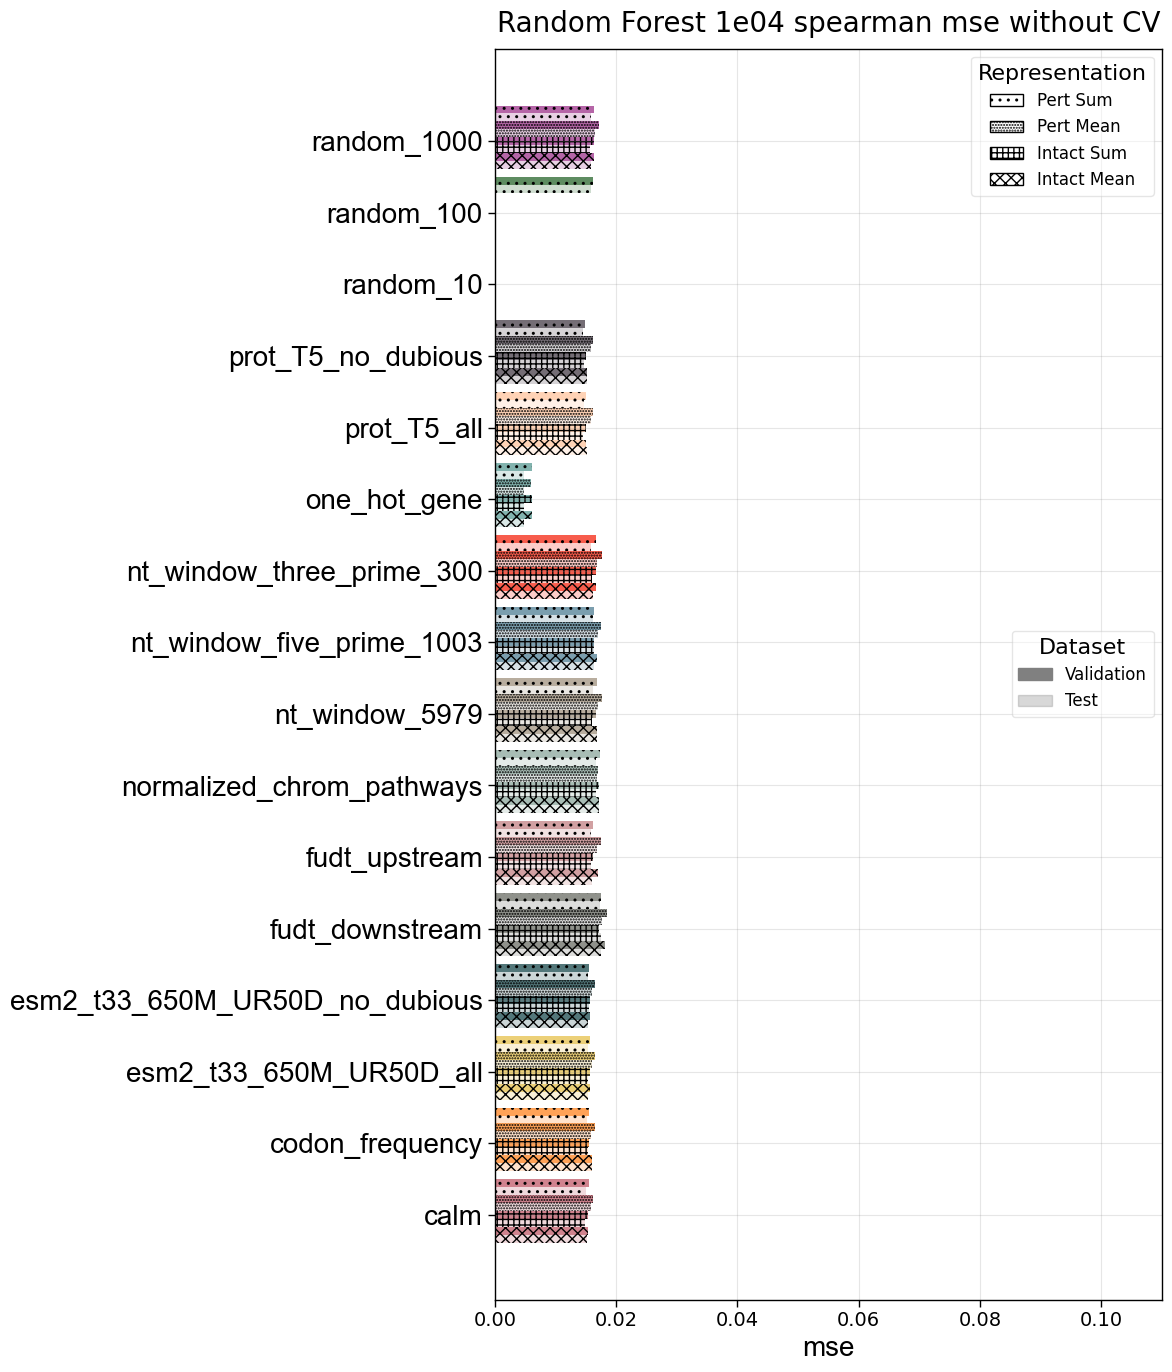 Random Forest 1e04 spearman mse without CV
Representation
Pert Sum
Pert Mean
Intact Sum
Intact Mean
random_1000
random_100
random_10
prot_T5_no_dubious
prot_T5_all
one_hot_gene
nt_window_three_prime_300
nt_window_five_prime_1003
Dataset
Validation
Test
nt_window_5979
normalized_chrom_pathways
fudt_upstream
fudt_downstream
esm2_t33_650M_UR50D_no_dubious
esm2_t33_650M_UR50D_all
codon_frequency
calm
0.00 0.02 0.04 0.06 0.08 0.10
mse